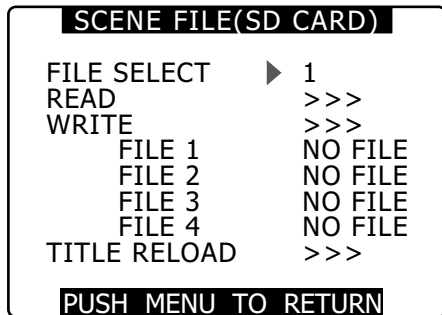 SCENE FILE(SD CARD)
FILE SELECT 1
READ >>>
WRITE >>>
FILE 1 NO FILE
FILE 2 NO FILE
FILE 3 NO FILE
FILE 4 NO FILE
TITLE RELOAD >>>
PUSH MENU TO RETURN